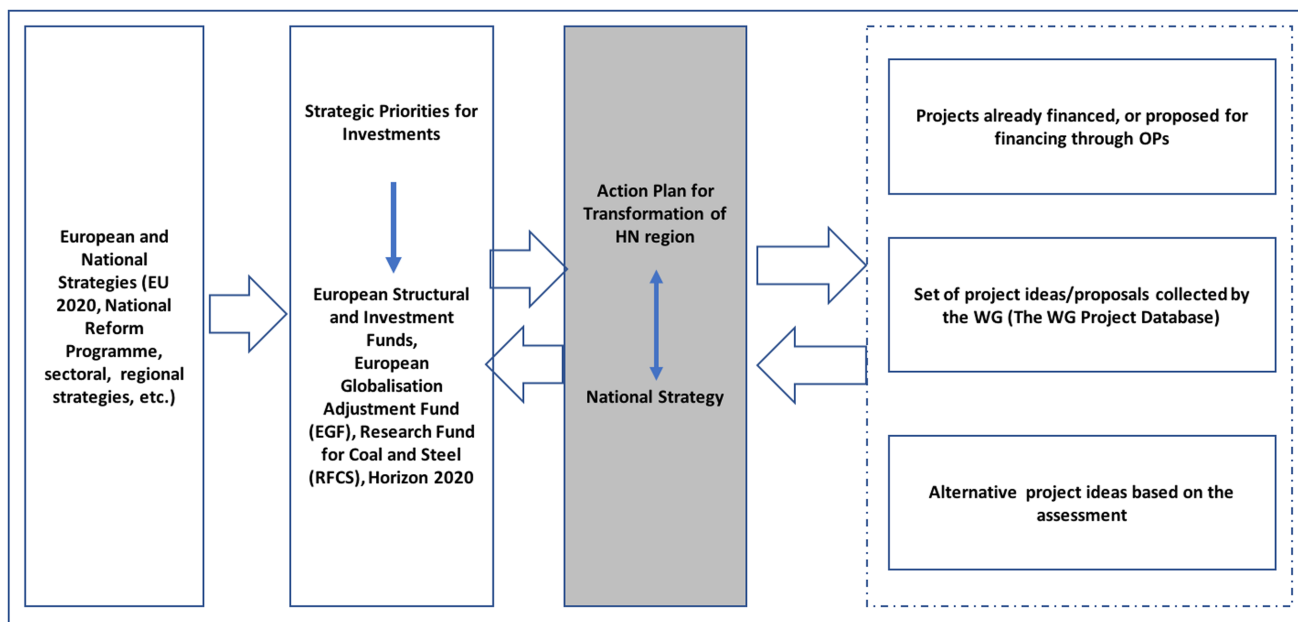 European and
National
Strategies (EU
2020, National
Reform
Programme,
sectoral, regional
strategies, etc.)
Strategic Priorities for
Investments
European Structural
and Investment
Funds,
European
Globalisation
Adjustment Fund
(EGF), Research Fund
for Coal and Steel
(RFCS), Horizon 2020
Action Plan for
Transformation of
HN region
National Strategy
Projects already financed, or proposed for
financing through OPs
Set of project ideas/proposals collected by
the WG (The WG Project Database)
Alternative project ideas based on the
assessment